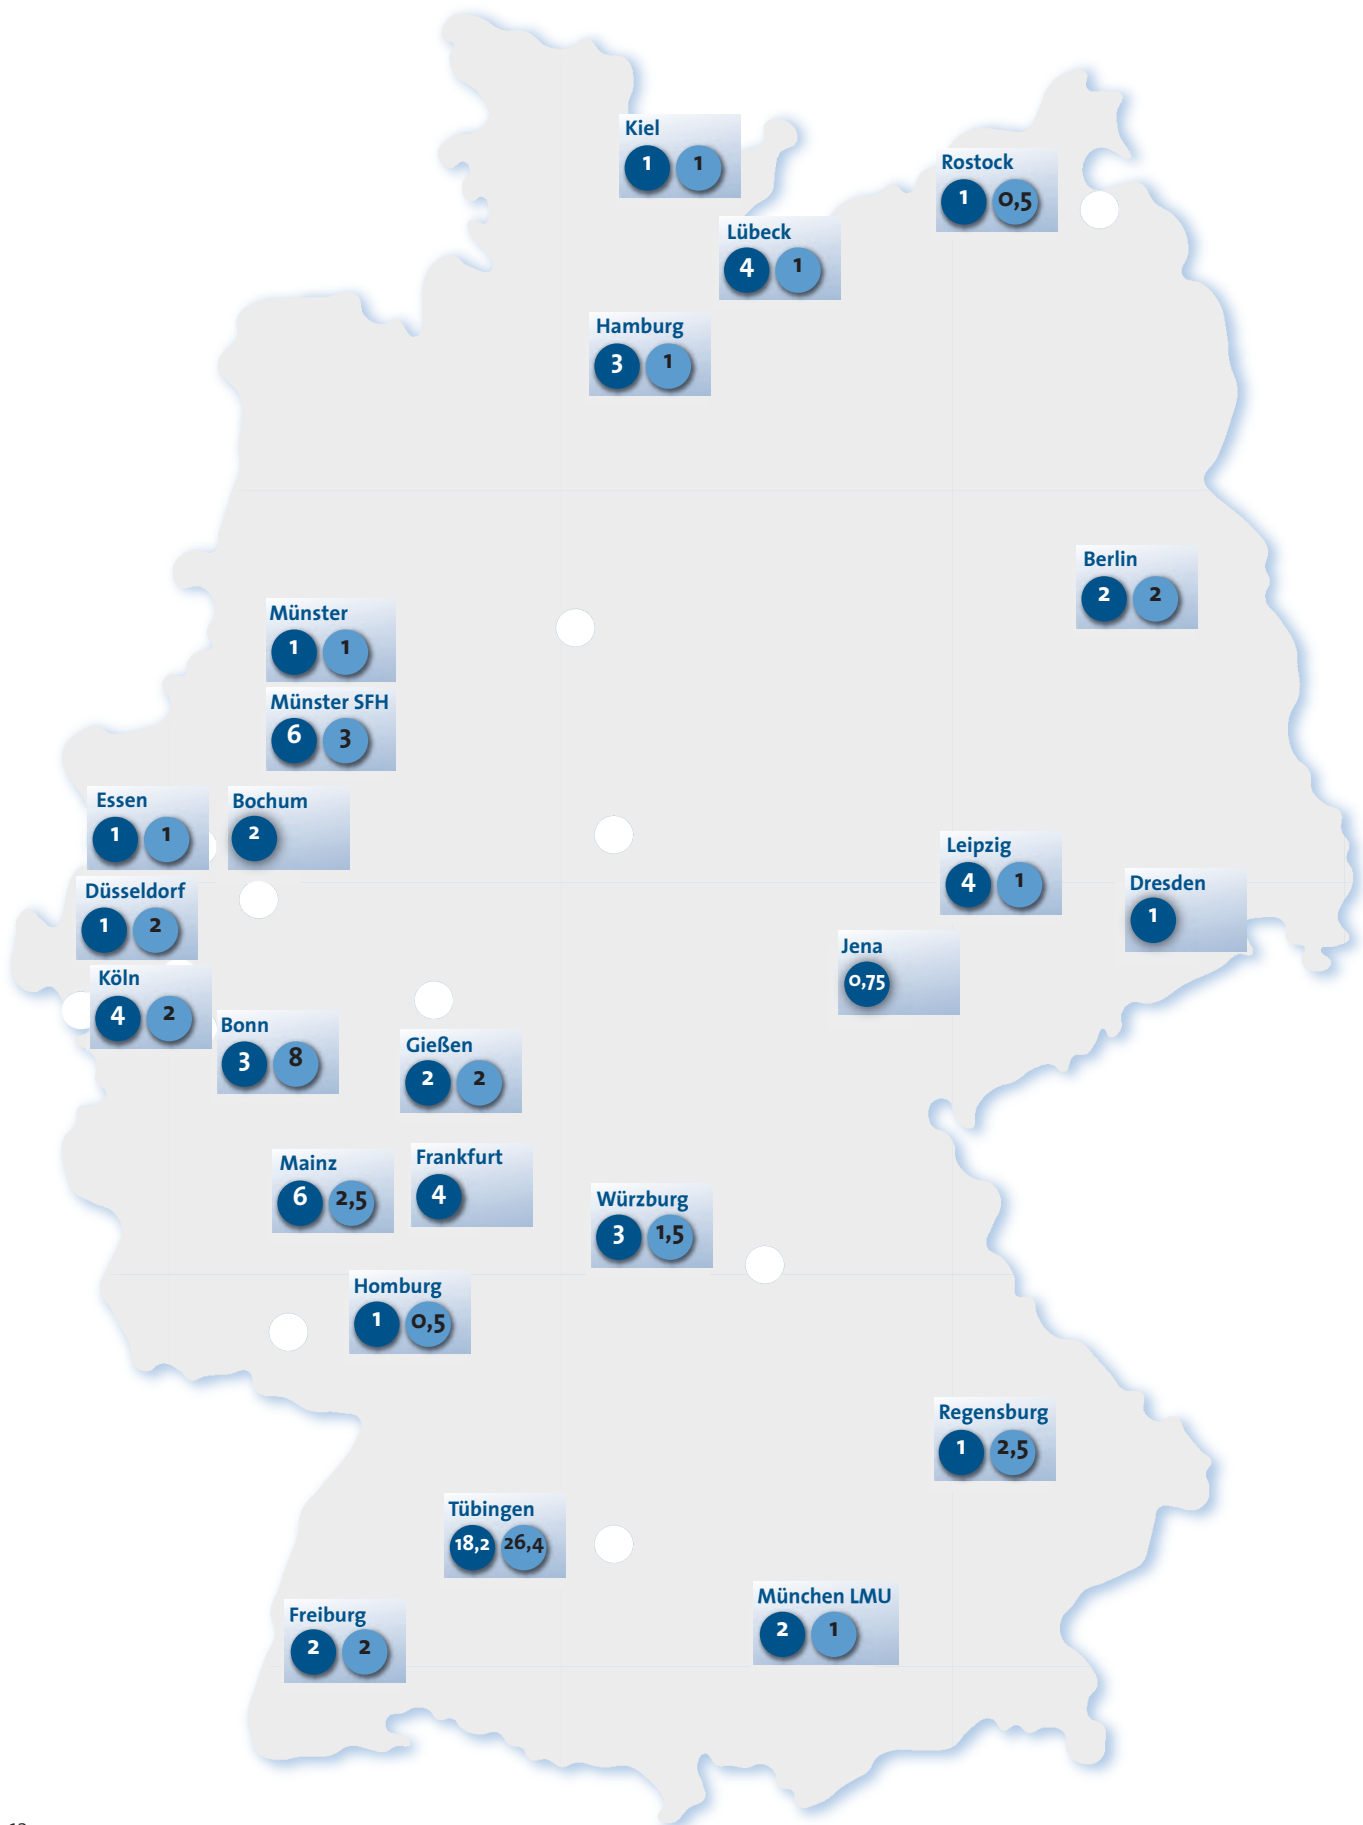 Kiel
1 1
Rostock
1 0,5
Lübeck
4 1
Hamburg
3 1
Berlin
2 2
Münster
1 1
Münster SFH
6 3
Essen
1 1
Bochum
2
Leipzig
4 1
Dresden
1
Düsseldorf
1 2
Jena
0,75
Köln
4 2
Bonn
3 8
Gießen
2 2
Mainz
6 2,5
Frankfurt
4
Würzburg
3 1,5
Homburg
1 0,5
Regensburg
1 2,5
Tübingen
18,2 26,4
München LMU
2 1
Freiburg
2 2